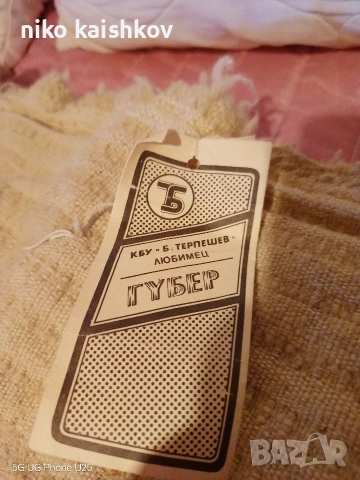 niko kaishkov
ТБ
КБУ "Б. ТЕРПЕШЕВ"
ЛЮБИМЕЦ
ГУБЕР
5G UG Phone U25
BAZAR